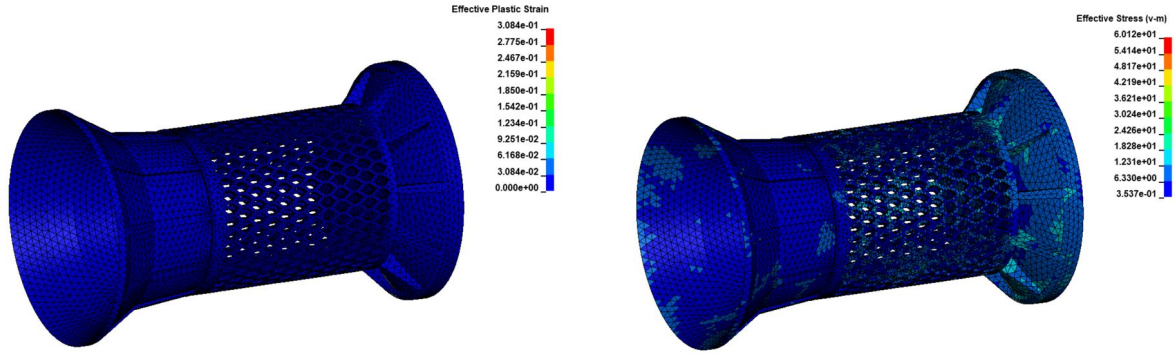 Effective Plastic Strain
3.084e-01
2.775e-01
2.467e-01
2.159e-01
1.850e-01
1.542e-01
1.234e-01
9.251e-02
6.168e-02
3.084e-02
0.000e+00
Effective Stress (v-m)
6.012e+01
5.414e+01
4.817e+01
4.219e+01
3.621e+01
3.024e+01
2.426e+01
1.828e+01
1.231e+01
6.330e+00
3.537e-01